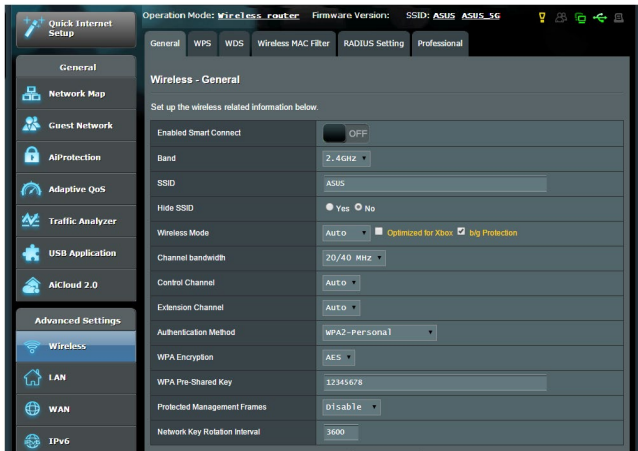 Quick Internet
Setup
Operation Mode: Wireless router Firmware Version: SSID: ASUS ASUS_5G
General WPS WDS Wireless MAC Filter RADIUS Setting Professional
General
Network Map
Guest Network
AiProtection
Adaptive QoS
Traffic Analyzer
USB Application
AiCloud 2.0
Advanced Settings
Wireless
LAN
WAN
IPv6
Wireless - General
Set up the wireless related information below.
Enabled Smart Connect OFF
Band 2.4GHz
SSID ASUS
Hide SSID Yes No
Wireless Mode Auto Optimized for Xbox b/g Protection
Channel bandwidth 20/40 MHz
Control Channel Auto
Extension Channel Auto
Authentication Method WPA2-Personal
WPA Encryption AES
WPA Pre-Shared Key 12345678
Protected Management Frames Disable
Network Key Rotation Interval 3600